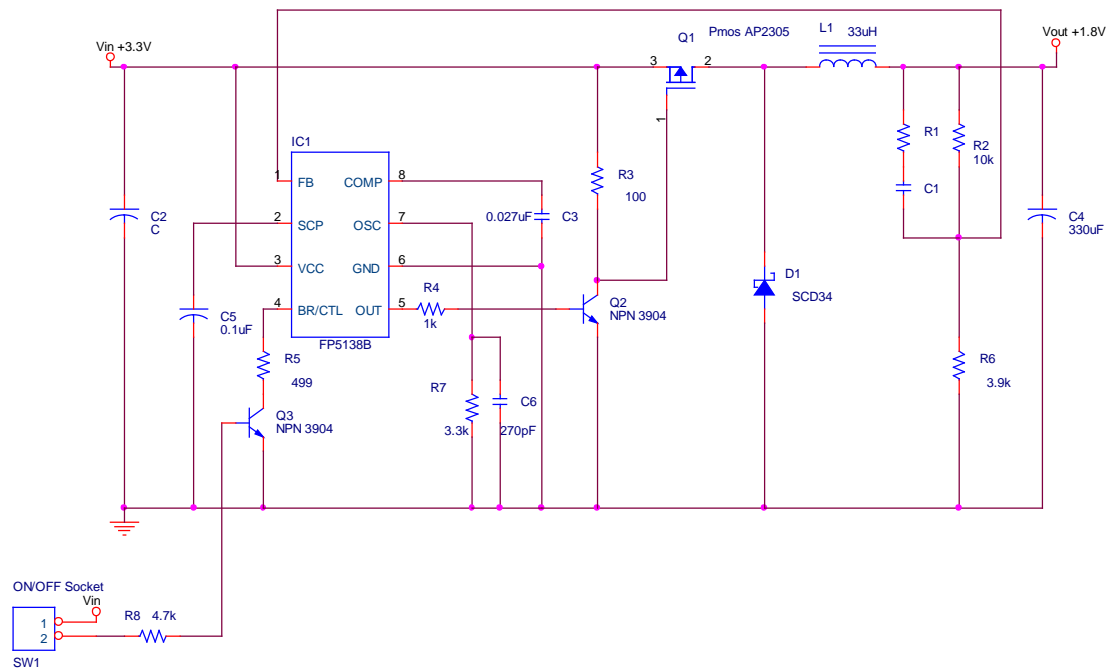 Vin +3.3V
Q1
Pmos AP2305
L1
33uH
Vout +1.8V
3
2
1
IC1
R1
R2
10k
C1
1
FB
COMP
8
2
SCP
OSC
7
3
VCC
GND
6
4
BR/CTL
OUT
5
FP5138B
C2
C
R3
100
0.027uF
C3
C4
330uF
C5
0.1uF
R4
1k
Q2
NPN 3904
D1
SCD34
R5
499
R7
3.3k
C6
270pF
R6
3.9k
Q3
NPN 3904
ON/OFF Socket
Vin
1
2
R8 4.7k
SW1